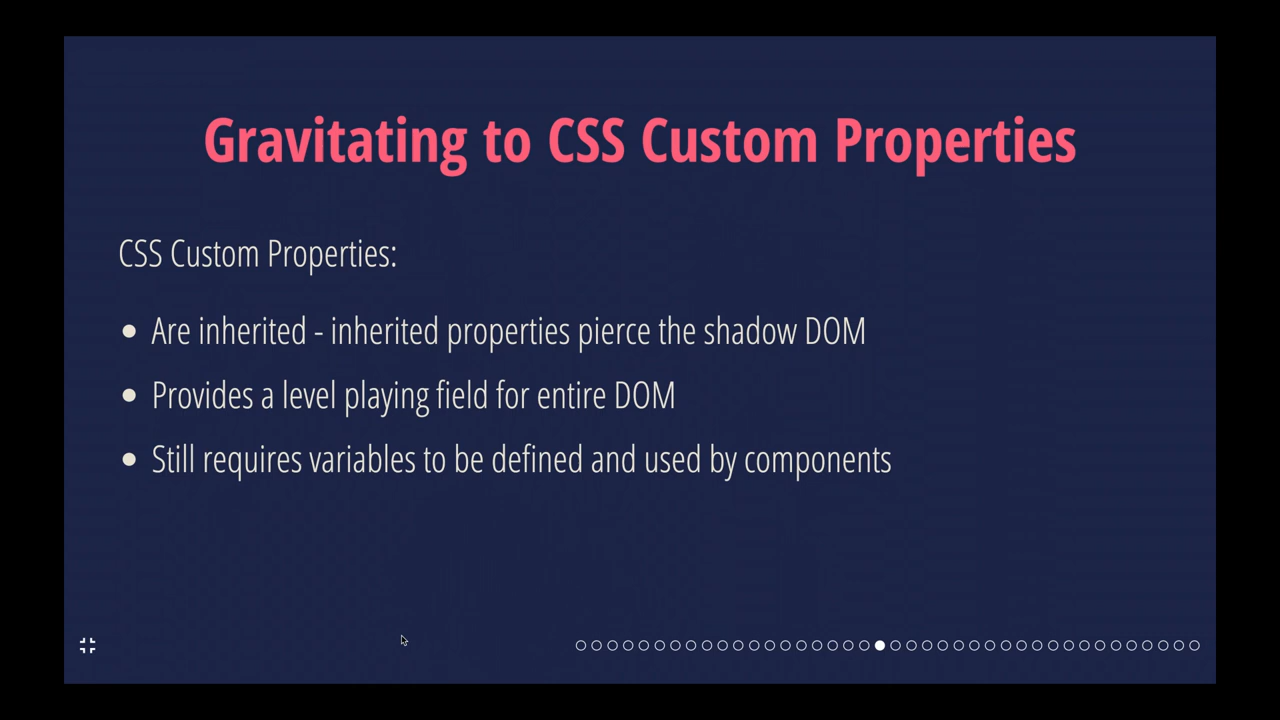 Gravitating to CSS Custom Properties
CSS Custom Properties:
• Are inherited - inherited properties pierce the shadow DOM
• Provides a level playing field for entire DOM
• Still requires variables to be defined and used by components